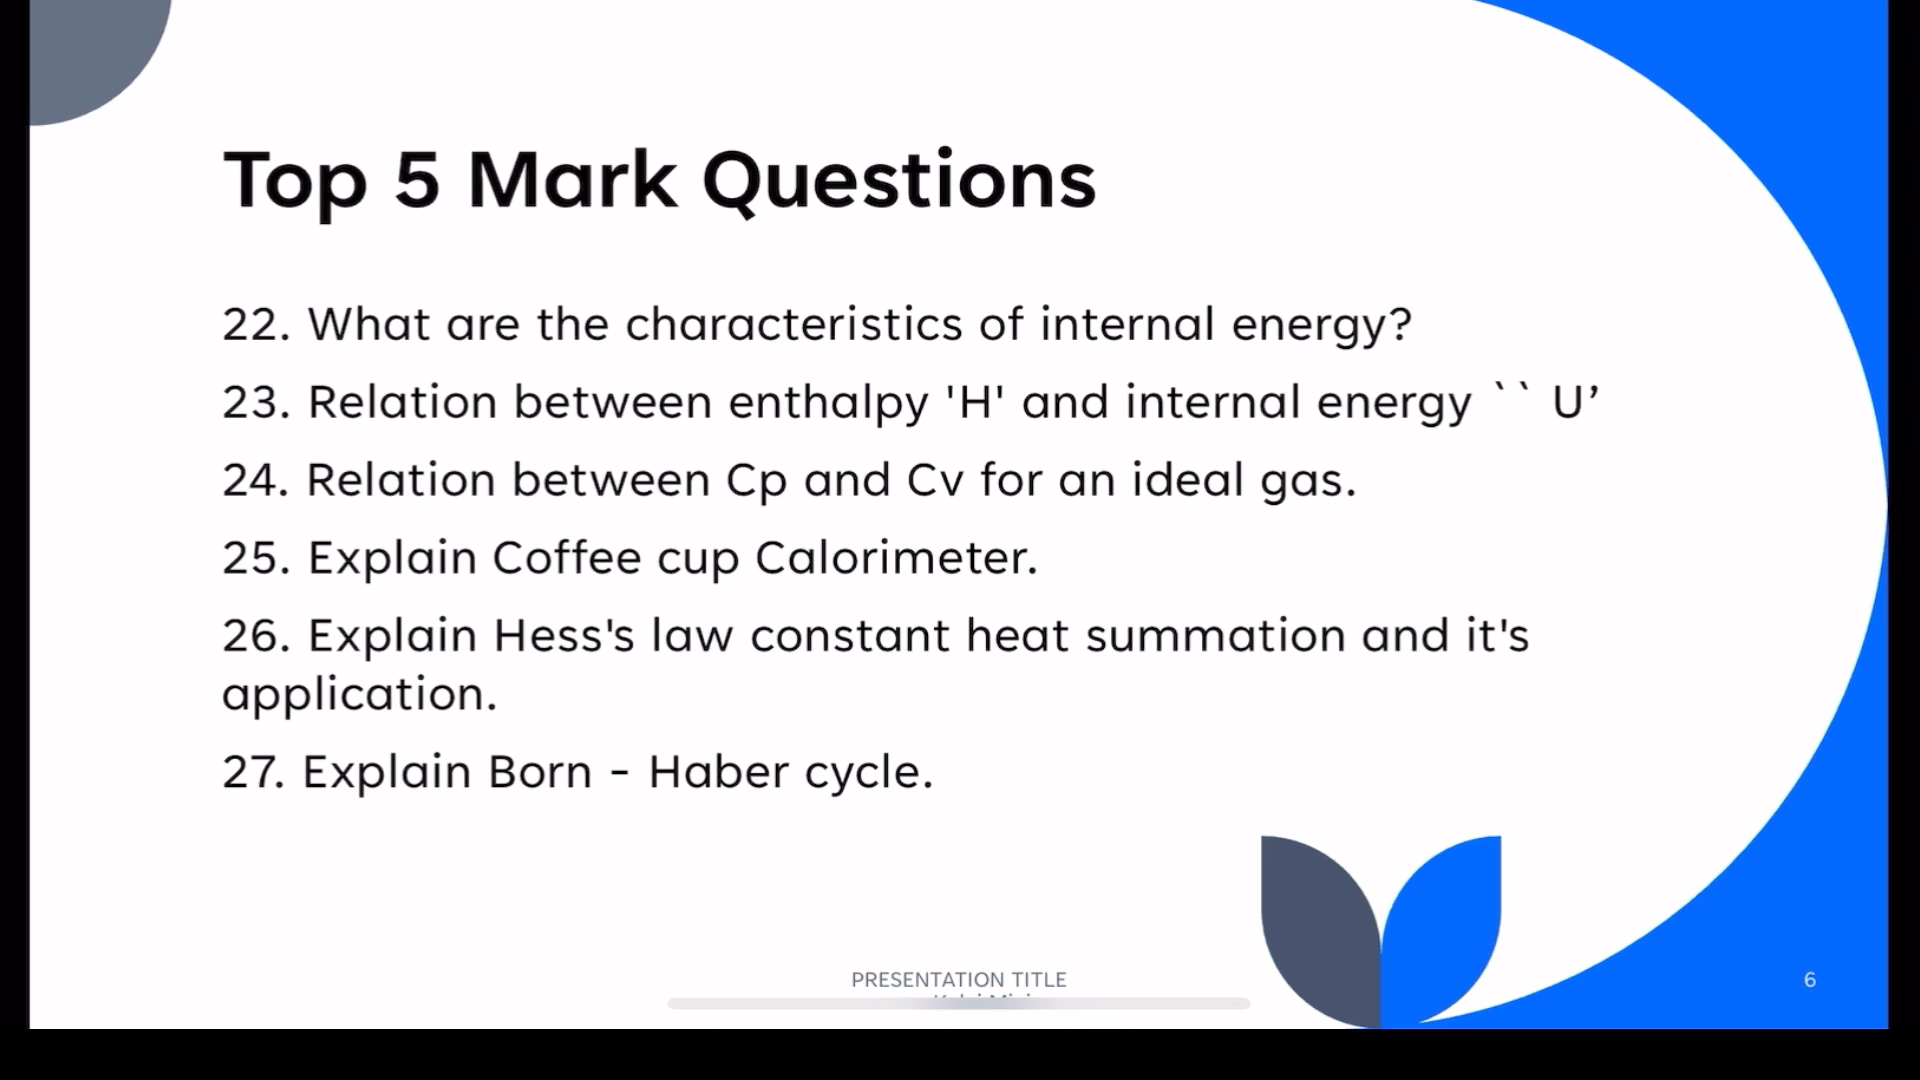 Top 5 Mark Questions
22. What are the characteristics of internal energy?
23. Relation between enthalpy 'H' and internal energy `` U’
24. Relation between Cp and Cv for an ideal gas.
25. Explain Coffee cup Calorimeter.
26. Explain Hess's law constant heat summation and it's
application.
27. Explain Born - Haber cycle.
PRESENTATION TITLE
6